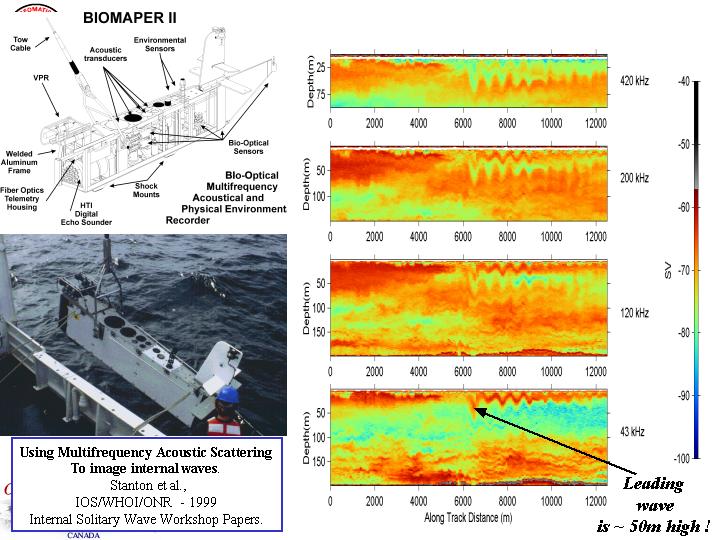 BIOMAPER II
Tow
Cable
Acoustic
transducers
Environmental
Sensors
VPR
Welded
Aluminum
Frame
Fiber Optics
Telemetry
Housing
HTI
Digital
Echo Sounder
Shock
Mounts
Bio-Optical
Sensors
BIo-Optical
Multifrequency
Acoustical and
Physical Environment
Recorder
Using Multifrequency Acoustic Scattering
To image internal waves.
Stanton et al.,
IOS/WHOI/ONR - 1999
Internal Solitary Wave Workshop Papers.
CANADA
Depth(m)
25
75
0 2000 4000 6000 8000 10000 12000
420 kHz
Depth(m)
50
100
0 2000 4000 6000 8000 10000 12000
200 kHz
Depth(m)
50
100
150
0 2000 4000 6000 8000 10000 12000
120 kHz
Depth(m)
50
100
150
0 2000 4000 6000 8000 10000 12000
43 kHz
Along Track Distance (m)
-40
-50
-60
-70
-80
-90
-100
SV
Leading
wave
is ~ 50m high !